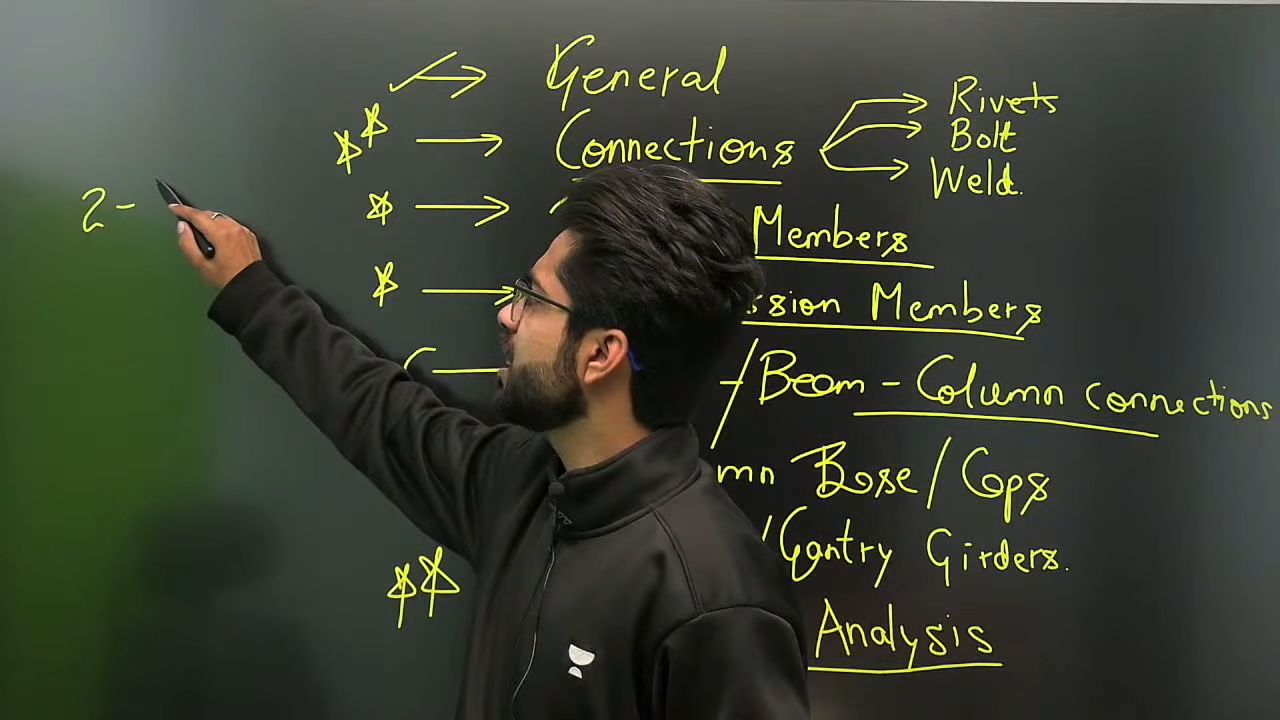 General
Connections
Rivets
Bolt
Weld.
2-
Members
ssion Members
/Beam-Column connections
mn Base/Caps
/Gantry Girders.
Analysis